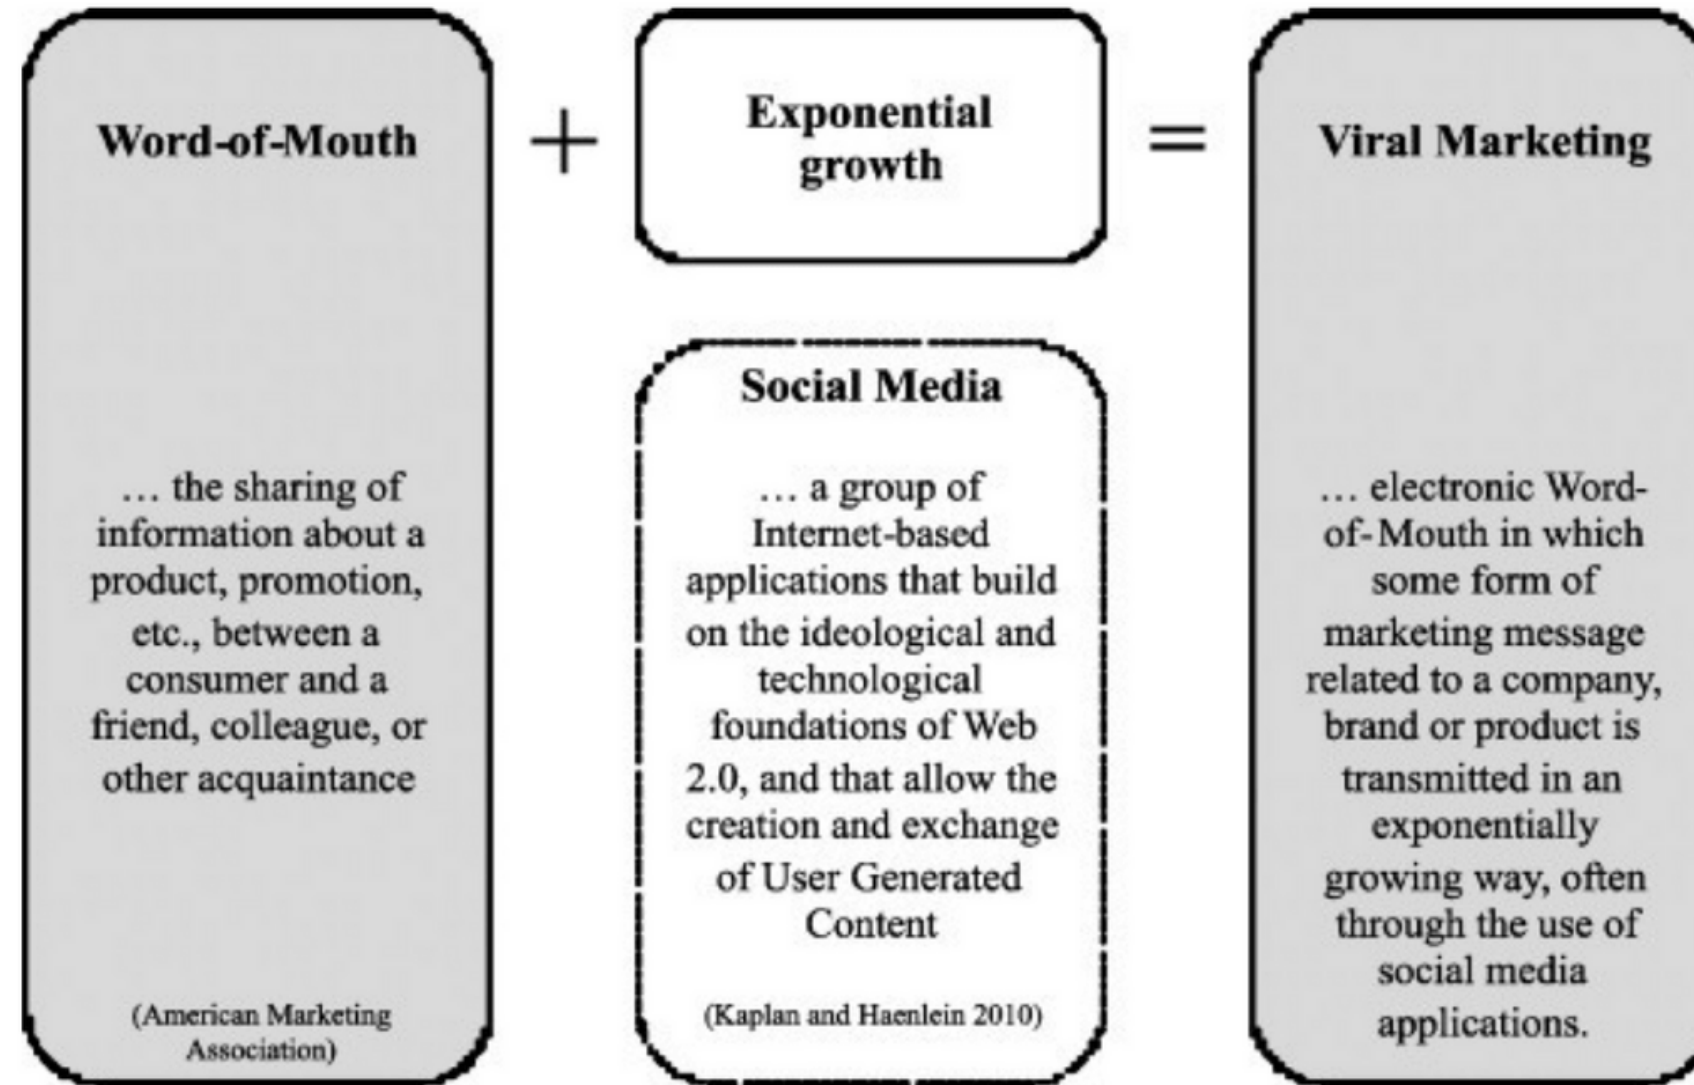 Word-of-Mouth
… the sharing of
information about a
product, promotion,
etc., between a
consumer and a
friend, colleague, or
other acquaintance
(American Marketing
Association)
+
Exponential
growth
Social Media
… a group of
Internet-based
applications that build
on the ideological and
technological
foundations of Web
2.0, and that allow the
creation and exchange
of User Generated
Content
(Kaplan and Haenlein 2010)
=
Viral Marketing
… electronic Word-
of-Mouth in which
some form of
marketing message
related to a company,
brand or product is
transmitted in an
exponentially
growing way, often
through the use of
social media
applications.